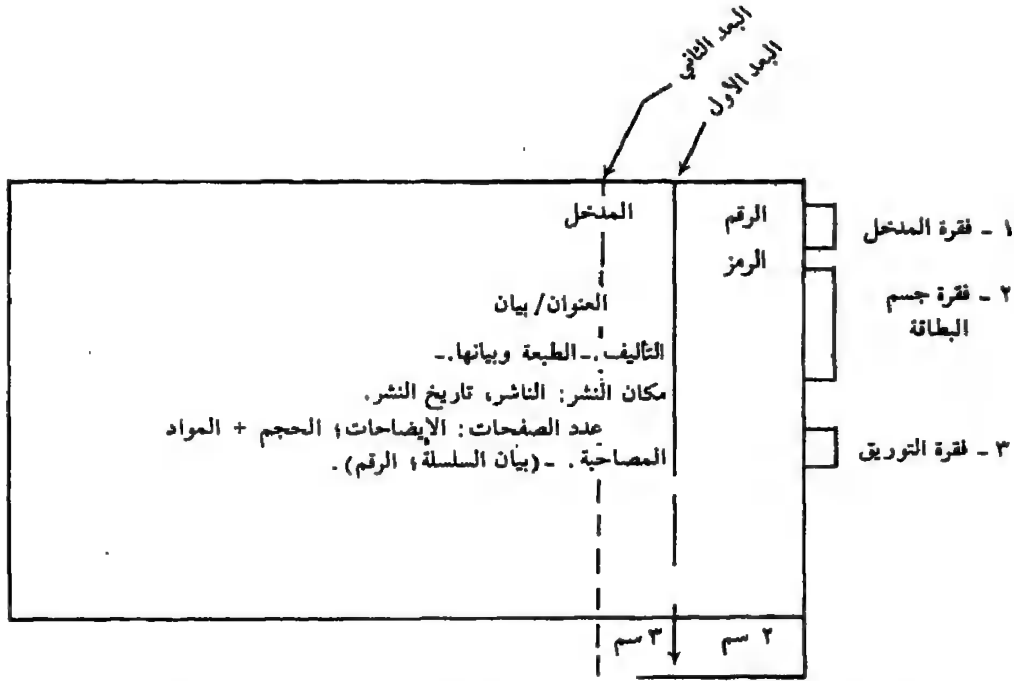 البعد الثاني
البعد الأول
الرقم
المدخل
١ - فقرة المدخل
الرمز
٢ - فقرة جسم
البطاقة
العنوان/ بيان
التأليف. - الطبعة وبيانها. -
مكان النشر: الناشر، تاريخ النشر.
عدد الصفحات: الإيضاحات؛ الحجم + المواد
المصاحبة. - (بيان السلسلة؛ الرقم).
٣ - فقرة التوريق
٢ سم
٣ سم